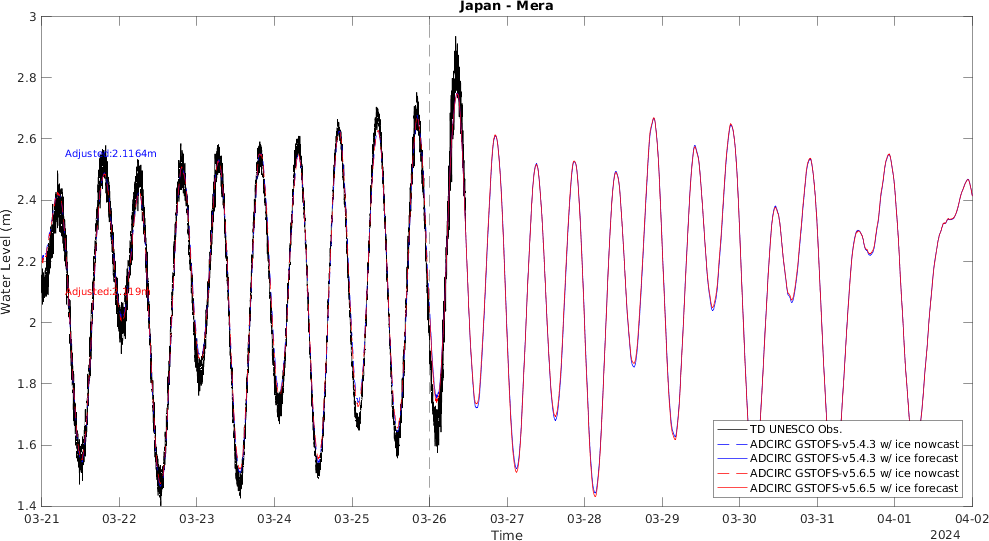 Japan - Mera
Water Level (m)
3
2.8
2.6
2.4
2.2
2
1.8
1.6
1.4
Adjusted:2.1164m
Adjusted:2.119m
TD UNESCO Obs.
ADCIRC GSTOFS-v5.4.3 w/ ice nowcast
ADCIRC GSTOFS-v5.4.3 w/ ice forecast
ADCIRC GSTOFS-v5.6.5 w/ ice nowcast
ADCIRC GSTOFS-v5.6.5 w/ ice forecast
03-21 03-22 03-23 03-24 03-25 03-26 03-27 03-28 03-29 03-30 03-31 04-01 04-02
Time
2024